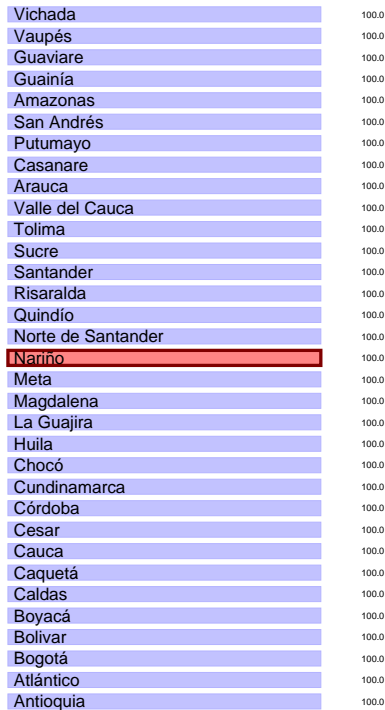 Vichada 100.0
Vaupés 100.0
Guaviare 100.0
Guainía 100.0
Amazonas 100.0
San Andrés 100.0
Putumayo 100.0
Casanare 100.0
Arauca 100.0
Valle del Cauca 100.0
Tolima 100.0
Sucre 100.0
Santander 100.0
Risaralda 100.0
Quindío 100.0
Norte de Santander 100.0
Nariño 100.0
Meta 100.0
Magdalena 100.0
La Guajira 100.0
Huila 100.0
Chocó 100.0
Cundinamarca 100.0
Córdoba 100.0
Cesar 100.0
Cauca 100.0
Caquetá 100.0
Caldas 100.0
Boyacá 100.0
Bolivar 100.0
Bogotá 100.0
Atlántico 100.0
Antioquia 100.0